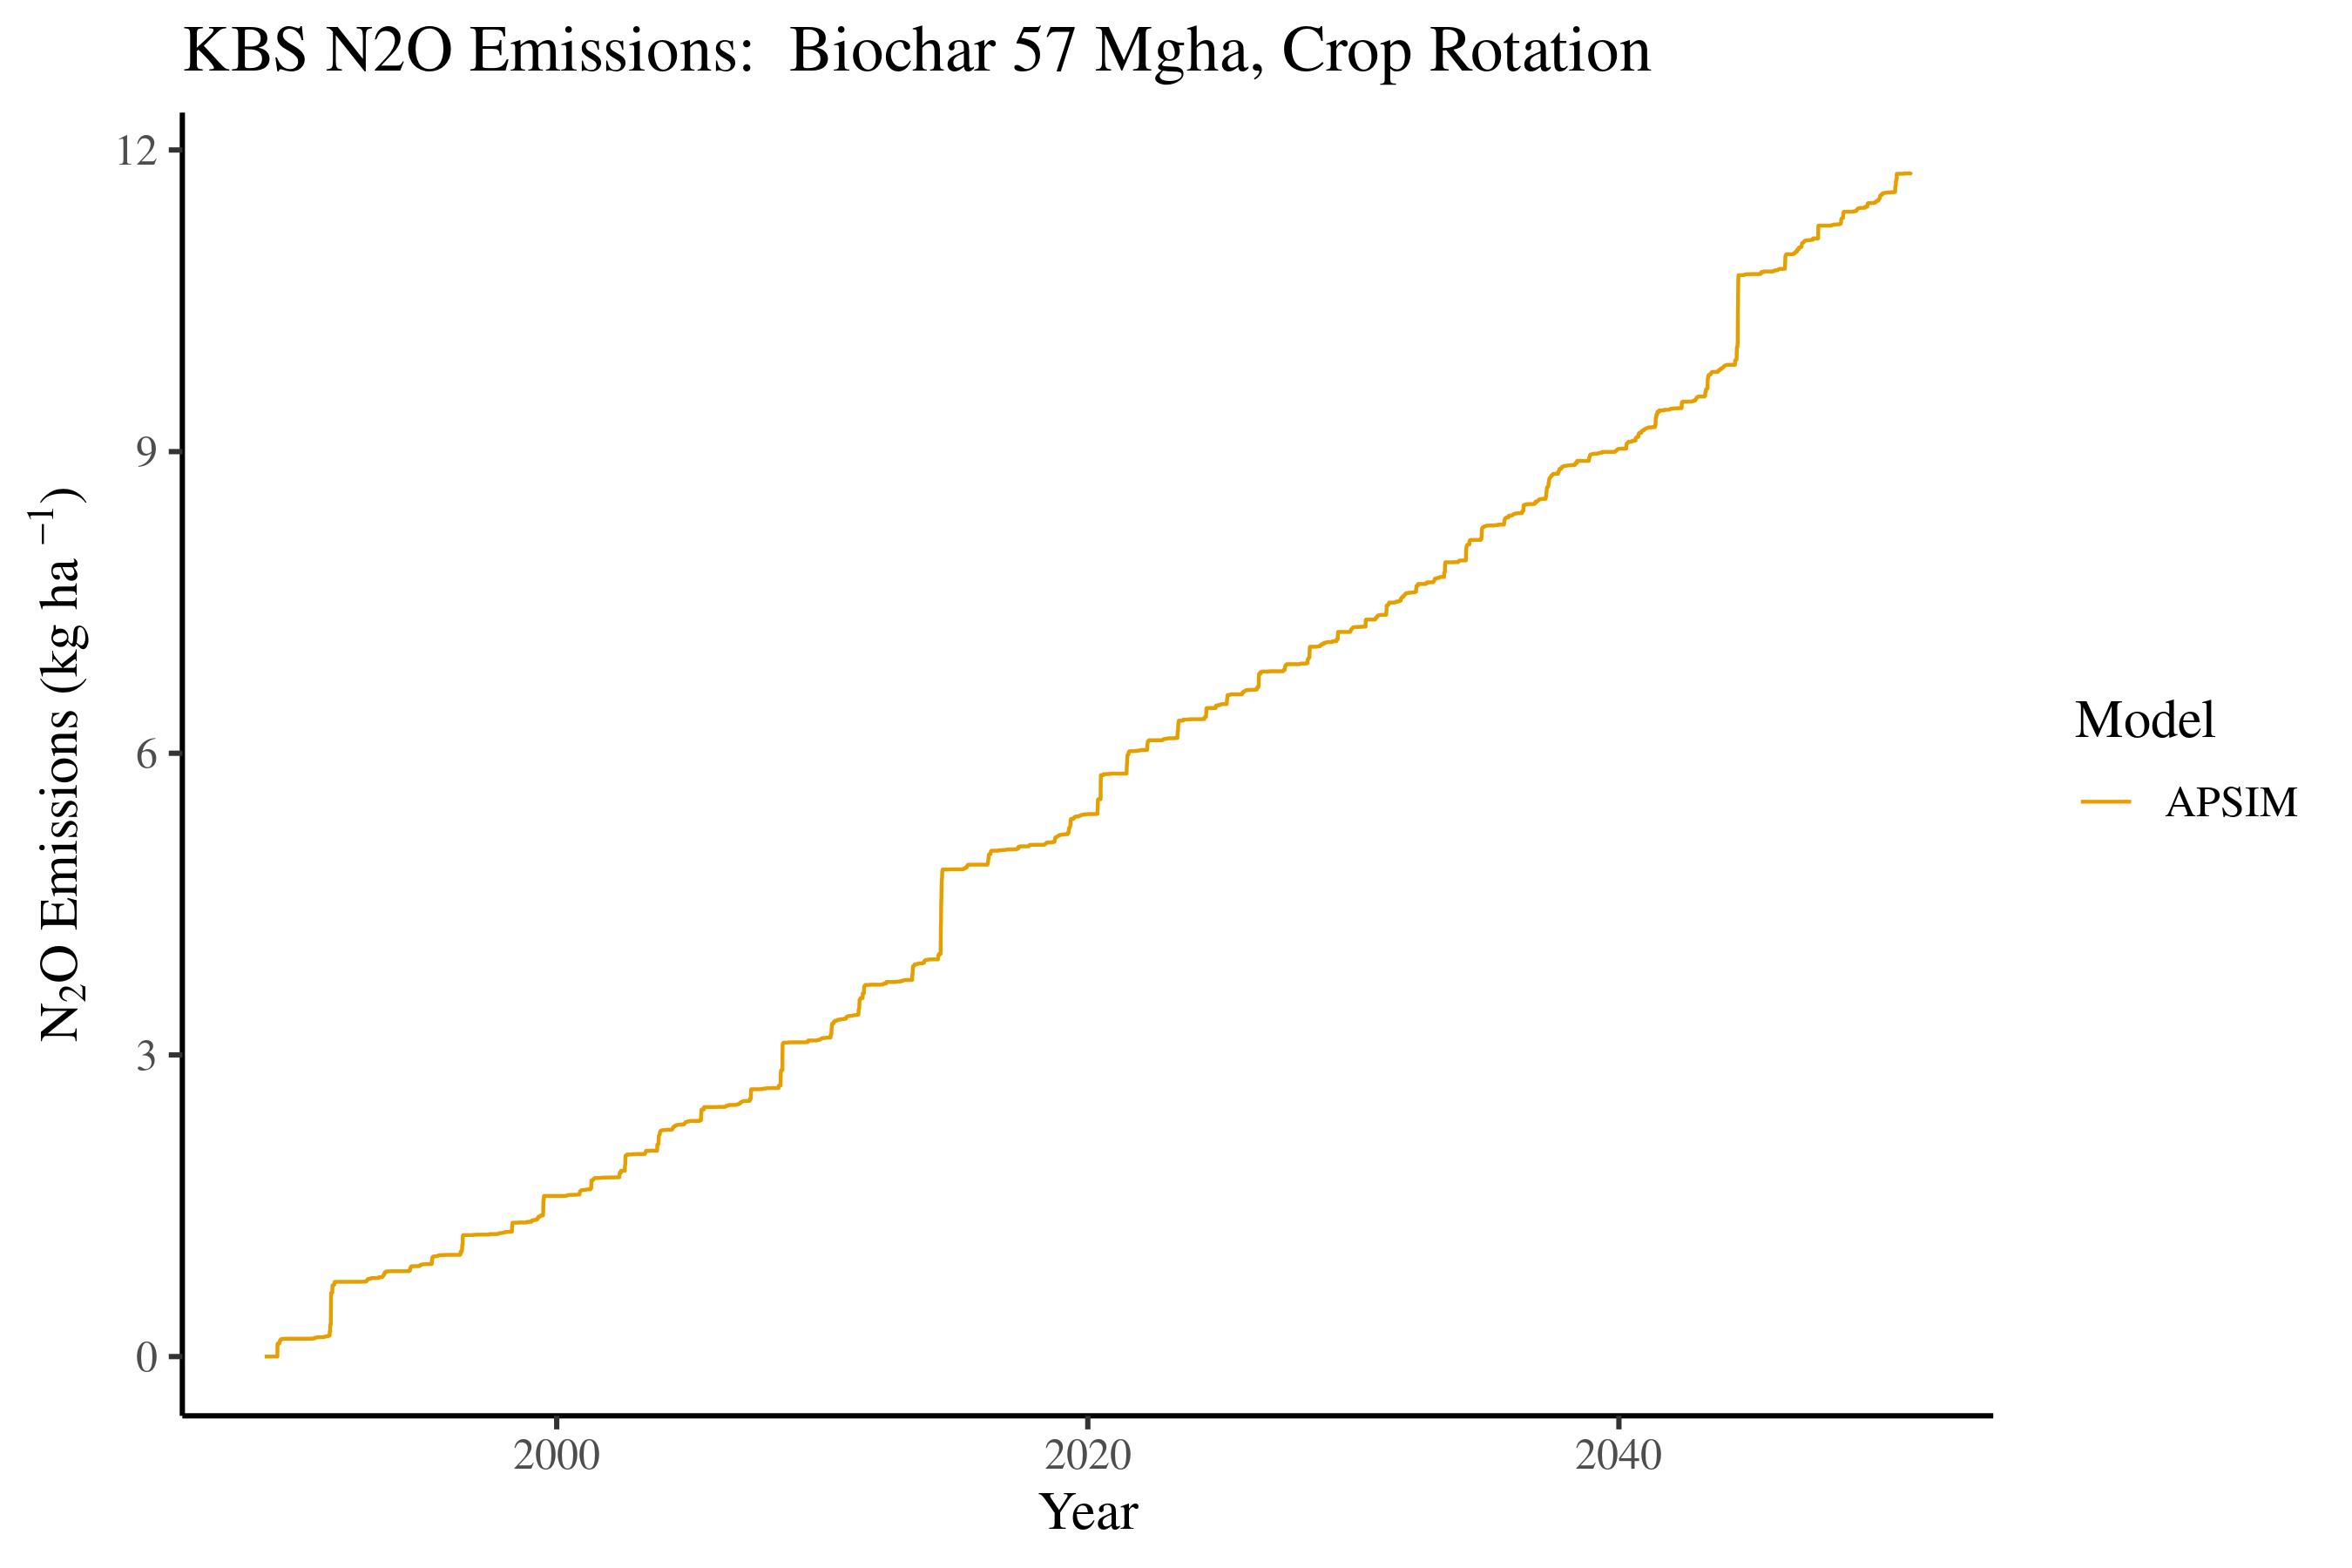 KBS N2O Emissions: Biochar 57 Mgha, Crop Rotation
N₂O Emissions (kg ha ⁻¹)
12
9
6
3
0
2000 2020 2040
Year
Model
APSIM